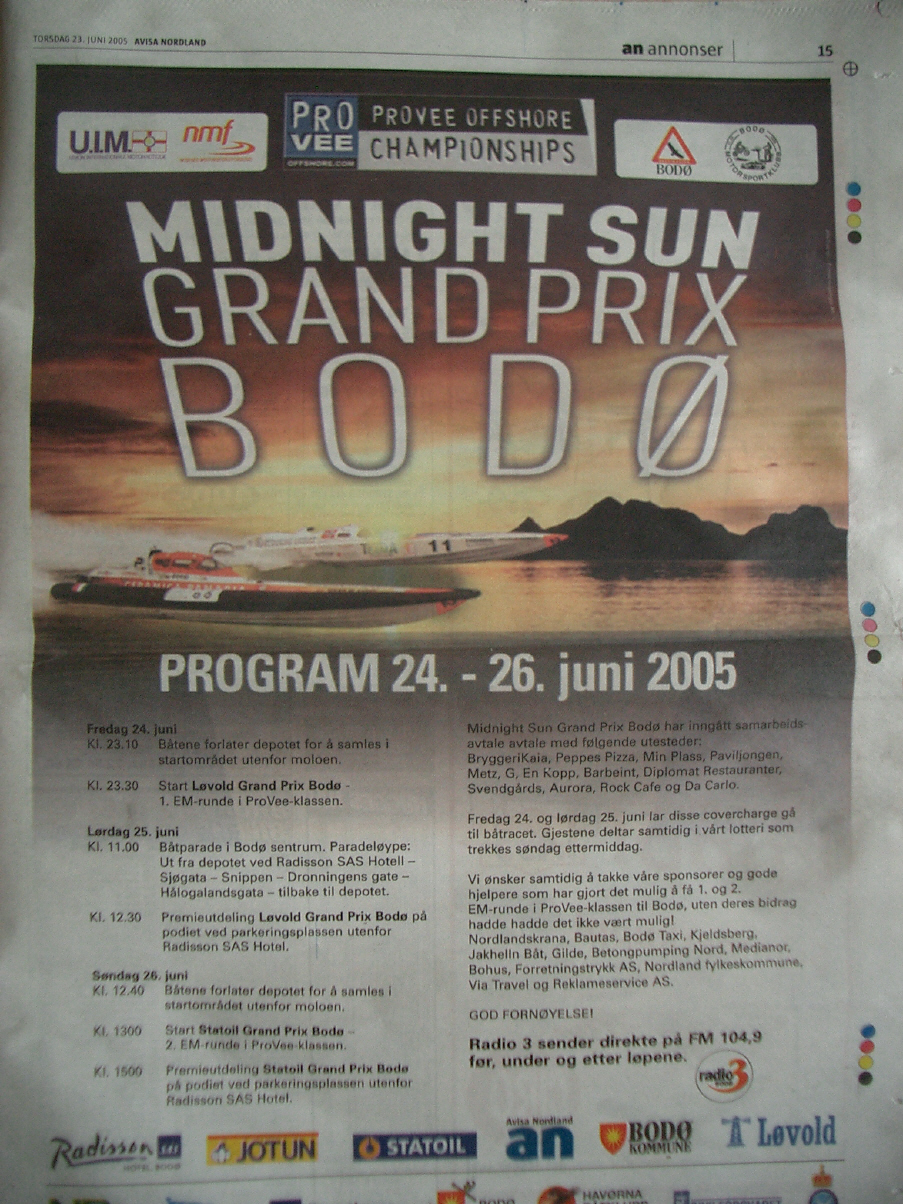 TORSDAG 23. JUNI 2005 AVISA NORDLAND
an annonser
15
U.I.M.
nmf
PRO VEE
OFFSHORE.COM
PROVEE OFFSHORE
CHAMPIONSHIPS
BODØ
BODØ MOTORSPORTKLUBB
MIDNIGHT SUN
GRAND PRIX
BODØ
11
PROGRAM 24. - 26. juni 2005
Fredag 24. juni
Kl. 23.10 Båtene forlater depotet for å samles i
startområdet utenfor moloen.
Kl. 23.30 Start Løvold Grand Prix Bodø -
1. EM-runde i ProVee-klassen.
Lørdag 25. juni
Kl. 11.00 Båtparade i Bodø sentrum. Paradeløype:
Ut fra depotet ved Radisson SAS Hotell –
Sjøgata – Snippen – Dronningens gate –
Hålogalandsgata – tilbake til depotet.
Kl. 12.30 Premieutdeling Løvold Grand Prix Bodø på
podiet ved parkeringsplassen utenfor
Radisson SAS Hotel.
Søndag 26. juni
Kl. 12.40 Båtene forlater depotet for å samles i
startområdet utenfor moloen.
Kl. 1300 Start Statoil Grand Prix Bodø –
2. EM-runde i ProVee-klassen.
Kl. 1500 Premieutdeling Statoil Grand Prix Bodø
på podiet ved parkeringsplassen utenfor
Radisson SAS Hotel.
Midnight Sun Grand Prix Bodø har inngått samarbeids-
avtale avtale med følgende utesteder:
BryggeriKaia, Peppes Pizza, Min Plass, Paviljongen,
Metz, G, En Kopp, Barbeint, Diplomat Restauranter,
Svendgårds, Aurora, Rock Cafe og Da Carlo.
Fredag 24. og lørdag 25. juni lar disse covercharge gå
til båtracet. Gjestene deltar samtidig i vårt lotteri som
trekkes søndag ettermiddag.
Vi ønsker samtidig å takke våre sponsorer og gode
hjelpere som har gjort det mulig å få 1. og 2.
EM-runde i ProVee-klassen til Bodø, uten deres bidrag
hadde hadde det ikke vært mulig!
Nordlandskrana, Bautas, Bodø Taxi, Kjeldsberg,
Jakhelln Båt, Gilde, Betongpumping Nord, Medianor,
Bohus, Forretningstrykk AS, Nordland fylkeskommune,
Via Travel og Reklameservice AS.
GOD FORNØYELSE!
Radio 3 sender direkte på FM 104,9
før, under og etter løpene.
radio 3
BODØ
Radisson SAS
HOTEL, BODØ
JOTUN
STATOIL
Avisa Nordland
an
BODØ
KOMMUNE
Løvold
BODØ
HAVØRNA